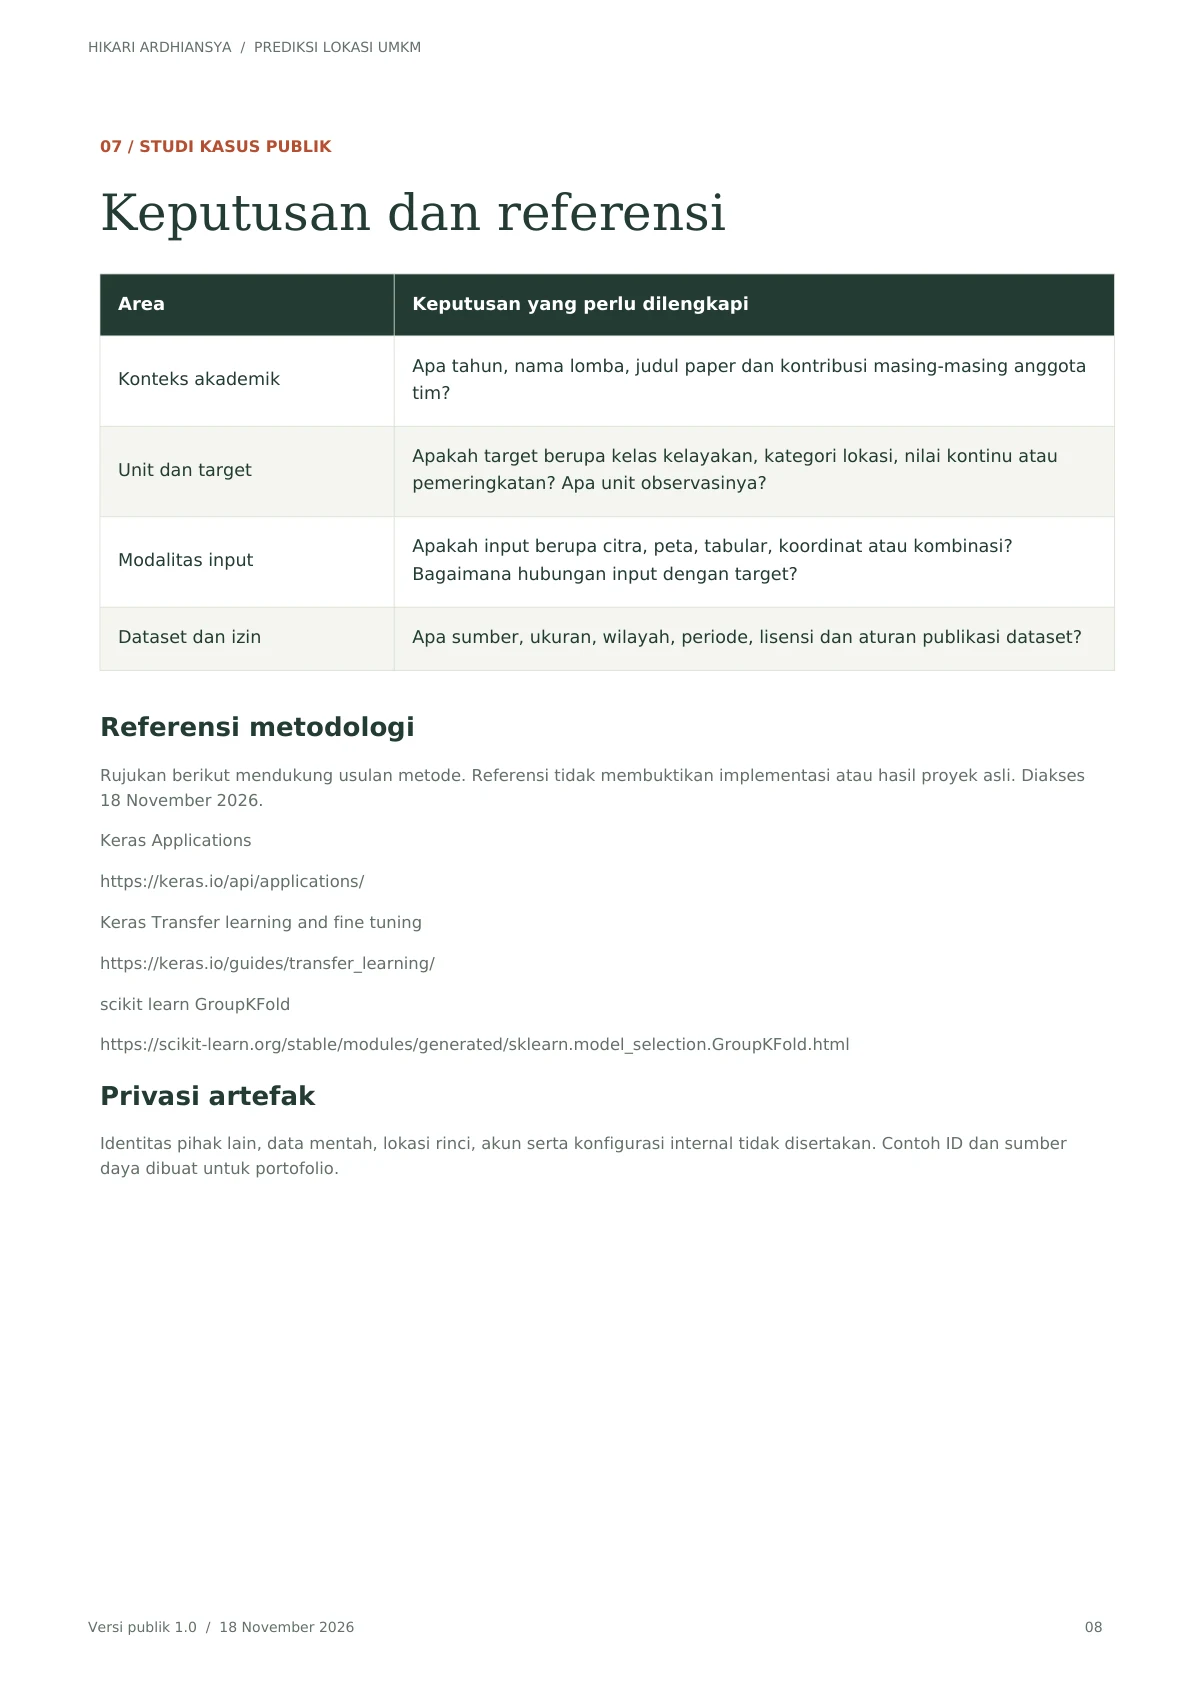 HIKARI ARDHIANSYA / PREDIKSI LOKASI UMKM
07 / STUDI KASUS PUBLIK
Keputusan dan referensi
Area
Keputusan yang perlu dilengkapi
Konteks akademik
Apa tahun, nama lomba, judul paper dan kontribusi masing-masing anggota
tim?
Unit dan target
Apakah target berupa kelas kelayakan, kategori lokasi, nilai kontinu atau
pemeringkatan? Apa unit observasinya?
Modalitas input
Apakah input berupa citra, peta, tabular, koordinat atau kombinasi?
Bagaimana hubungan input dengan target?
Dataset dan izin
Apa sumber, ukuran, wilayah, periode, lisensi dan aturan publikasi dataset?
Referensi metodologi
Rujukan berikut mendukung usulan metode. Referensi tidak membuktikan implementasi atau hasil proyek asli. Diakses
18 November 2026.
Keras Applications
https://keras.io/api/applications/
Keras Transfer learning and fine tuning
https://keras.io/guides/transfer_learning/
scikit learn GroupKFold
https://scikit-learn.org/stable/modules/generated/sklearn.model_selection.GroupKFold.html
Privasi artefak
Identitas pihak lain, data mentah, lokasi rinci, akun serta konfigurasi internal tidak disertakan. Contoh ID dan sumber
daya dibuat untuk portofolio.
Versi publik 1.0 / 18 November 2026
08